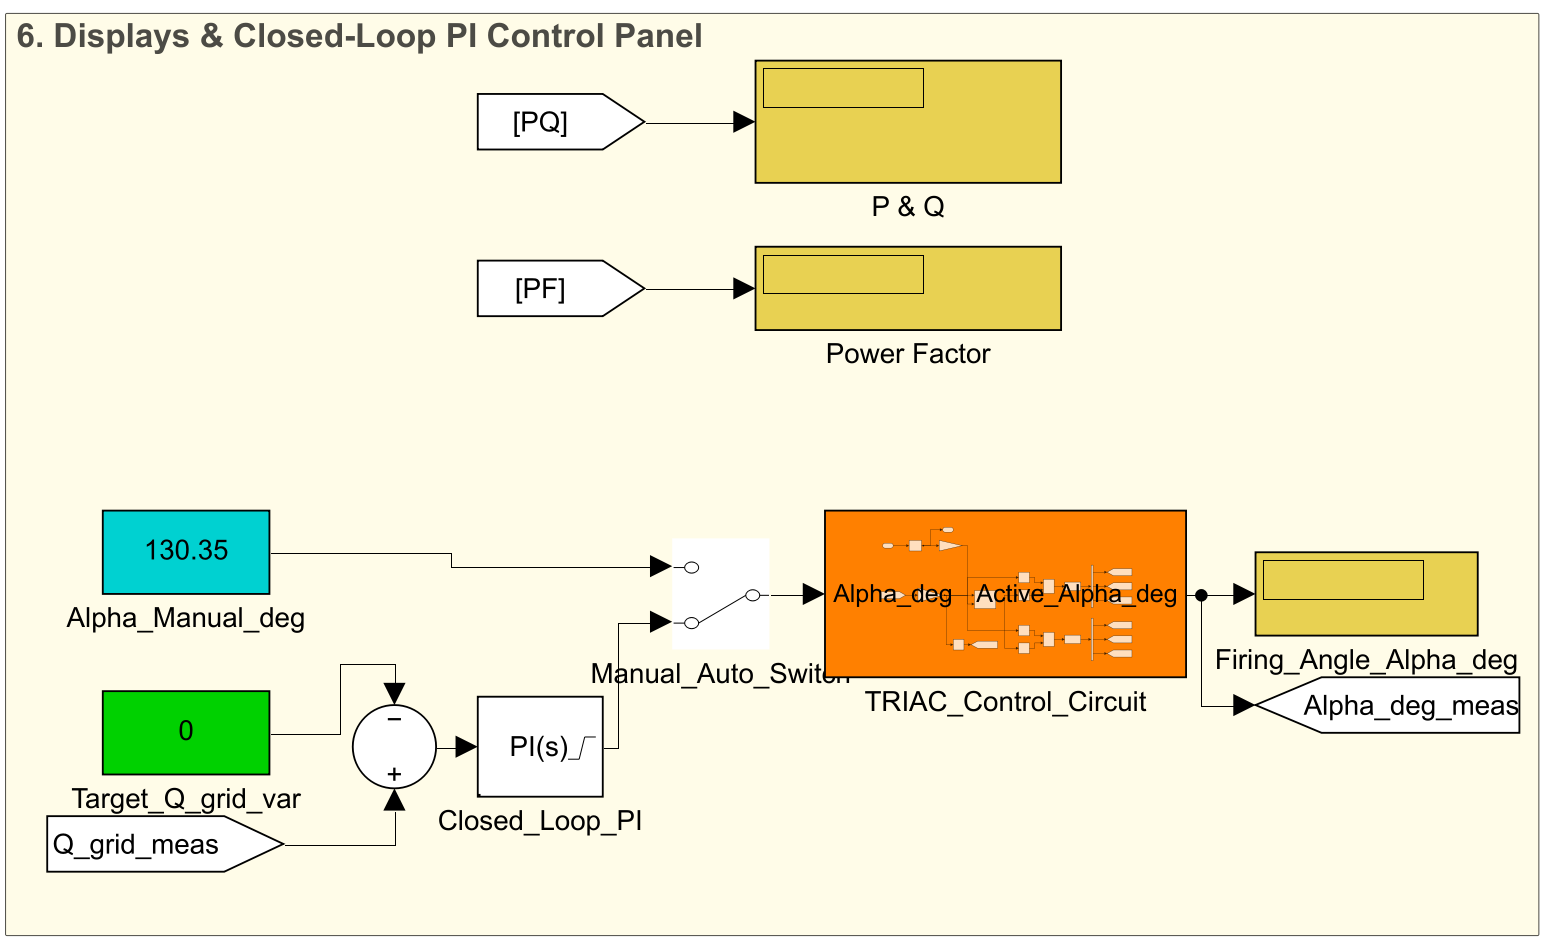 6. Displays & Closed-Loop PI Control Panel
[PQ]
P & Q
[PF]
Power Factor
130.35
Alpha_Manual_deg
Manual_Auto_Switch
Alpha_deg
Active_Alpha_deg
TRIAC_Control_Circuit
Firing_Angle_Alpha_deg
Alpha_deg_meas
0
Target_Q_grid_var
−
+
Q_grid_meas
PI(s)
Closed_Loop_PI